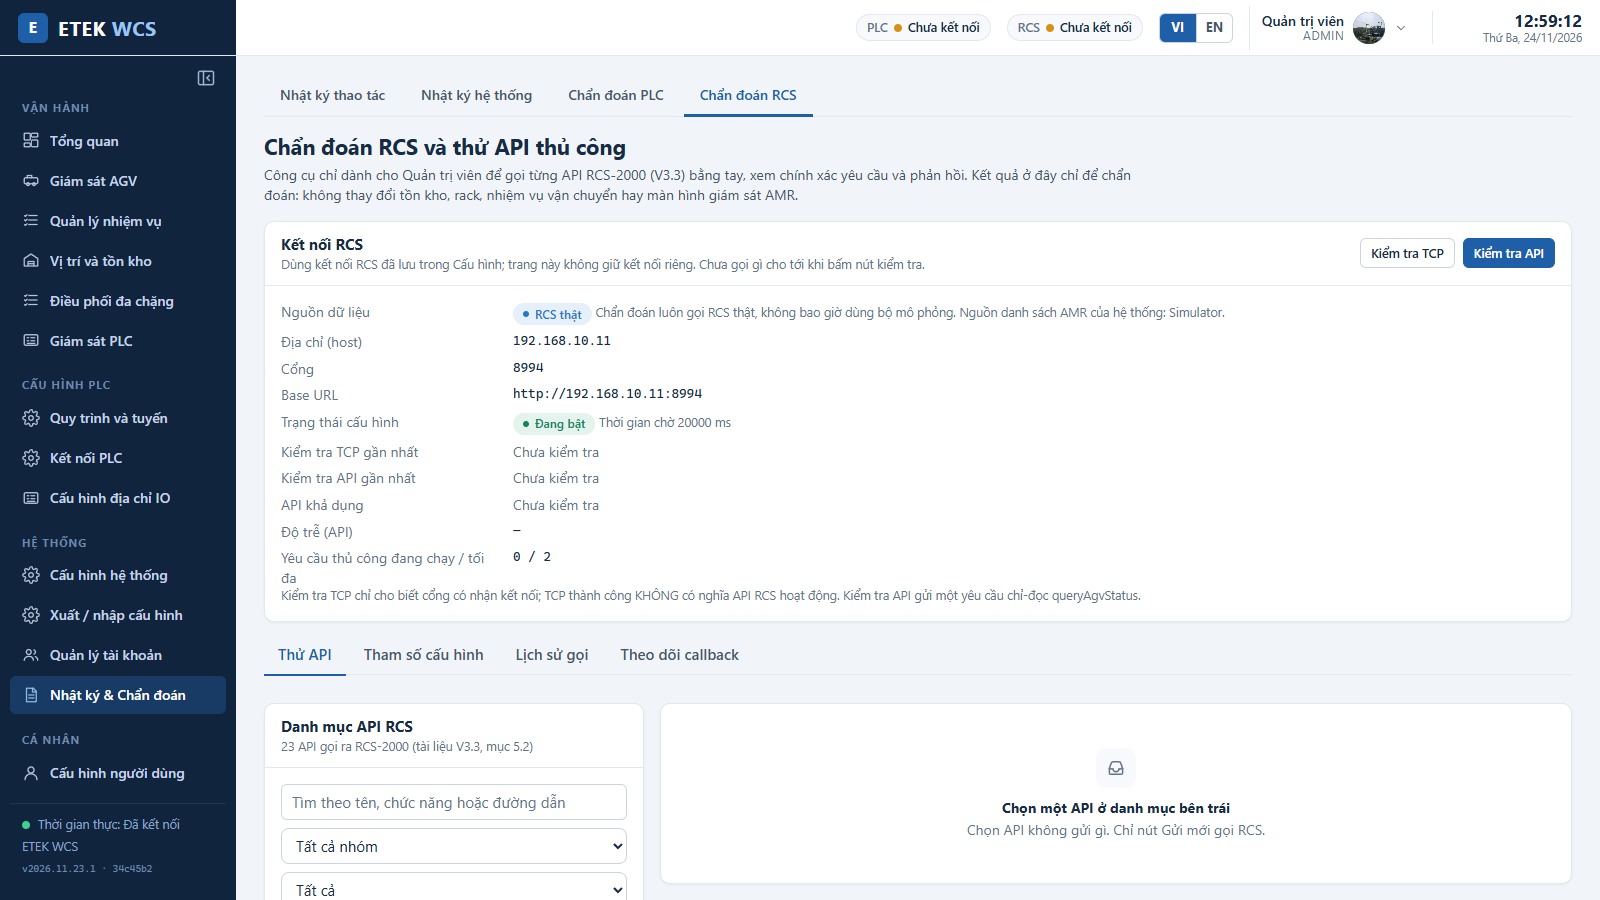 E ETEK WCS
PLC Chưa kết nối
RCS Chưa kết nối
VI EN
Quản trị viên
ADMIN
12:59:12
Thứ Ba, 24/11/2026
VẬN HÀNH
Tổng quan
Giám sát AGV
Quản lý nhiệm vụ
Vị trí và tồn kho
Điều phối đa chặng
Giám sát PLC
CẤU HÌNH PLC
Quy trình và tuyến
Kết nối PLC
Cấu hình địa chỉ IO
HỆ THỐNG
Cấu hình hệ thống
Xuất / nhập cấu hình
Quản lý tài khoản
Nhật ký & Chẩn đoán
CÁ NHÂN
Cấu hình người dùng
Thời gian thực: Đã kết nối
ETEK WCS
v2026.11.23.1 · 34c45b2
Nhật ký thao tác
Nhật ký hệ thống
Chẩn đoán PLC
Chẩn đoán RCS
Chẩn đoán RCS và thử API thủ công
Công cụ chỉ dành cho Quản trị viên để gọi từng API RCS-2000 (V3.3) bằng tay, xem chính xác yêu cầu và phản hồi. Kết quả ở đây chỉ để chẩn
đoán: không thay đổi tồn kho, rack, nhiệm vụ vận chuyển hay màn hình giám sát AMR.
Kết nối RCS
Dùng kết nối RCS đã lưu trong Cấu hình; trang này không giữ kết nối riêng. Chưa gọi gì cho tới khi bấm nút kiểm tra.
Kiểm tra TCP
Kiểm tra API
Nguồn dữ liệu RCS thật Chẩn đoán luôn gọi RCS thật, không bao giờ dùng bộ mô phỏng. Nguồn danh sách AMR của hệ thống: Simulator.
Địa chỉ (host) 192.168.10.11
Cổng 8994
Base URL http://192.168.10.11:8994
Trạng thái cấu hình Đang bật Thời gian chờ 20000 ms
Kiểm tra TCP gần nhất Chưa kiểm tra
Kiểm tra API gần nhất Chưa kiểm tra
API khả dụng Chưa kiểm tra
Độ trễ (API) –
Yêu cầu thủ công đang chạy / tối 0 / 2
đa
Kiểm tra TCP chỉ cho biết cổng có nhận kết nối; TCP thành công KHÔNG có nghĩa API RCS hoạt động. Kiểm tra API gửi một yêu cầu chỉ-đọc queryAgvStatus.
Thử API
Tham số cấu hình
Lịch sử gọi
Theo dõi callback
Danh mục API RCS
23 API gọi ra RCS-2000 (tài liệu V3.3, mục 5.2)
Tìm theo tên, chức năng hoặc đường dẫn
Tất cả nhóm
Tất cả
Chọn một API ở danh mục bên trái
Chọn API không gửi gì. Chỉ nút Gửi mới gọi RCS.